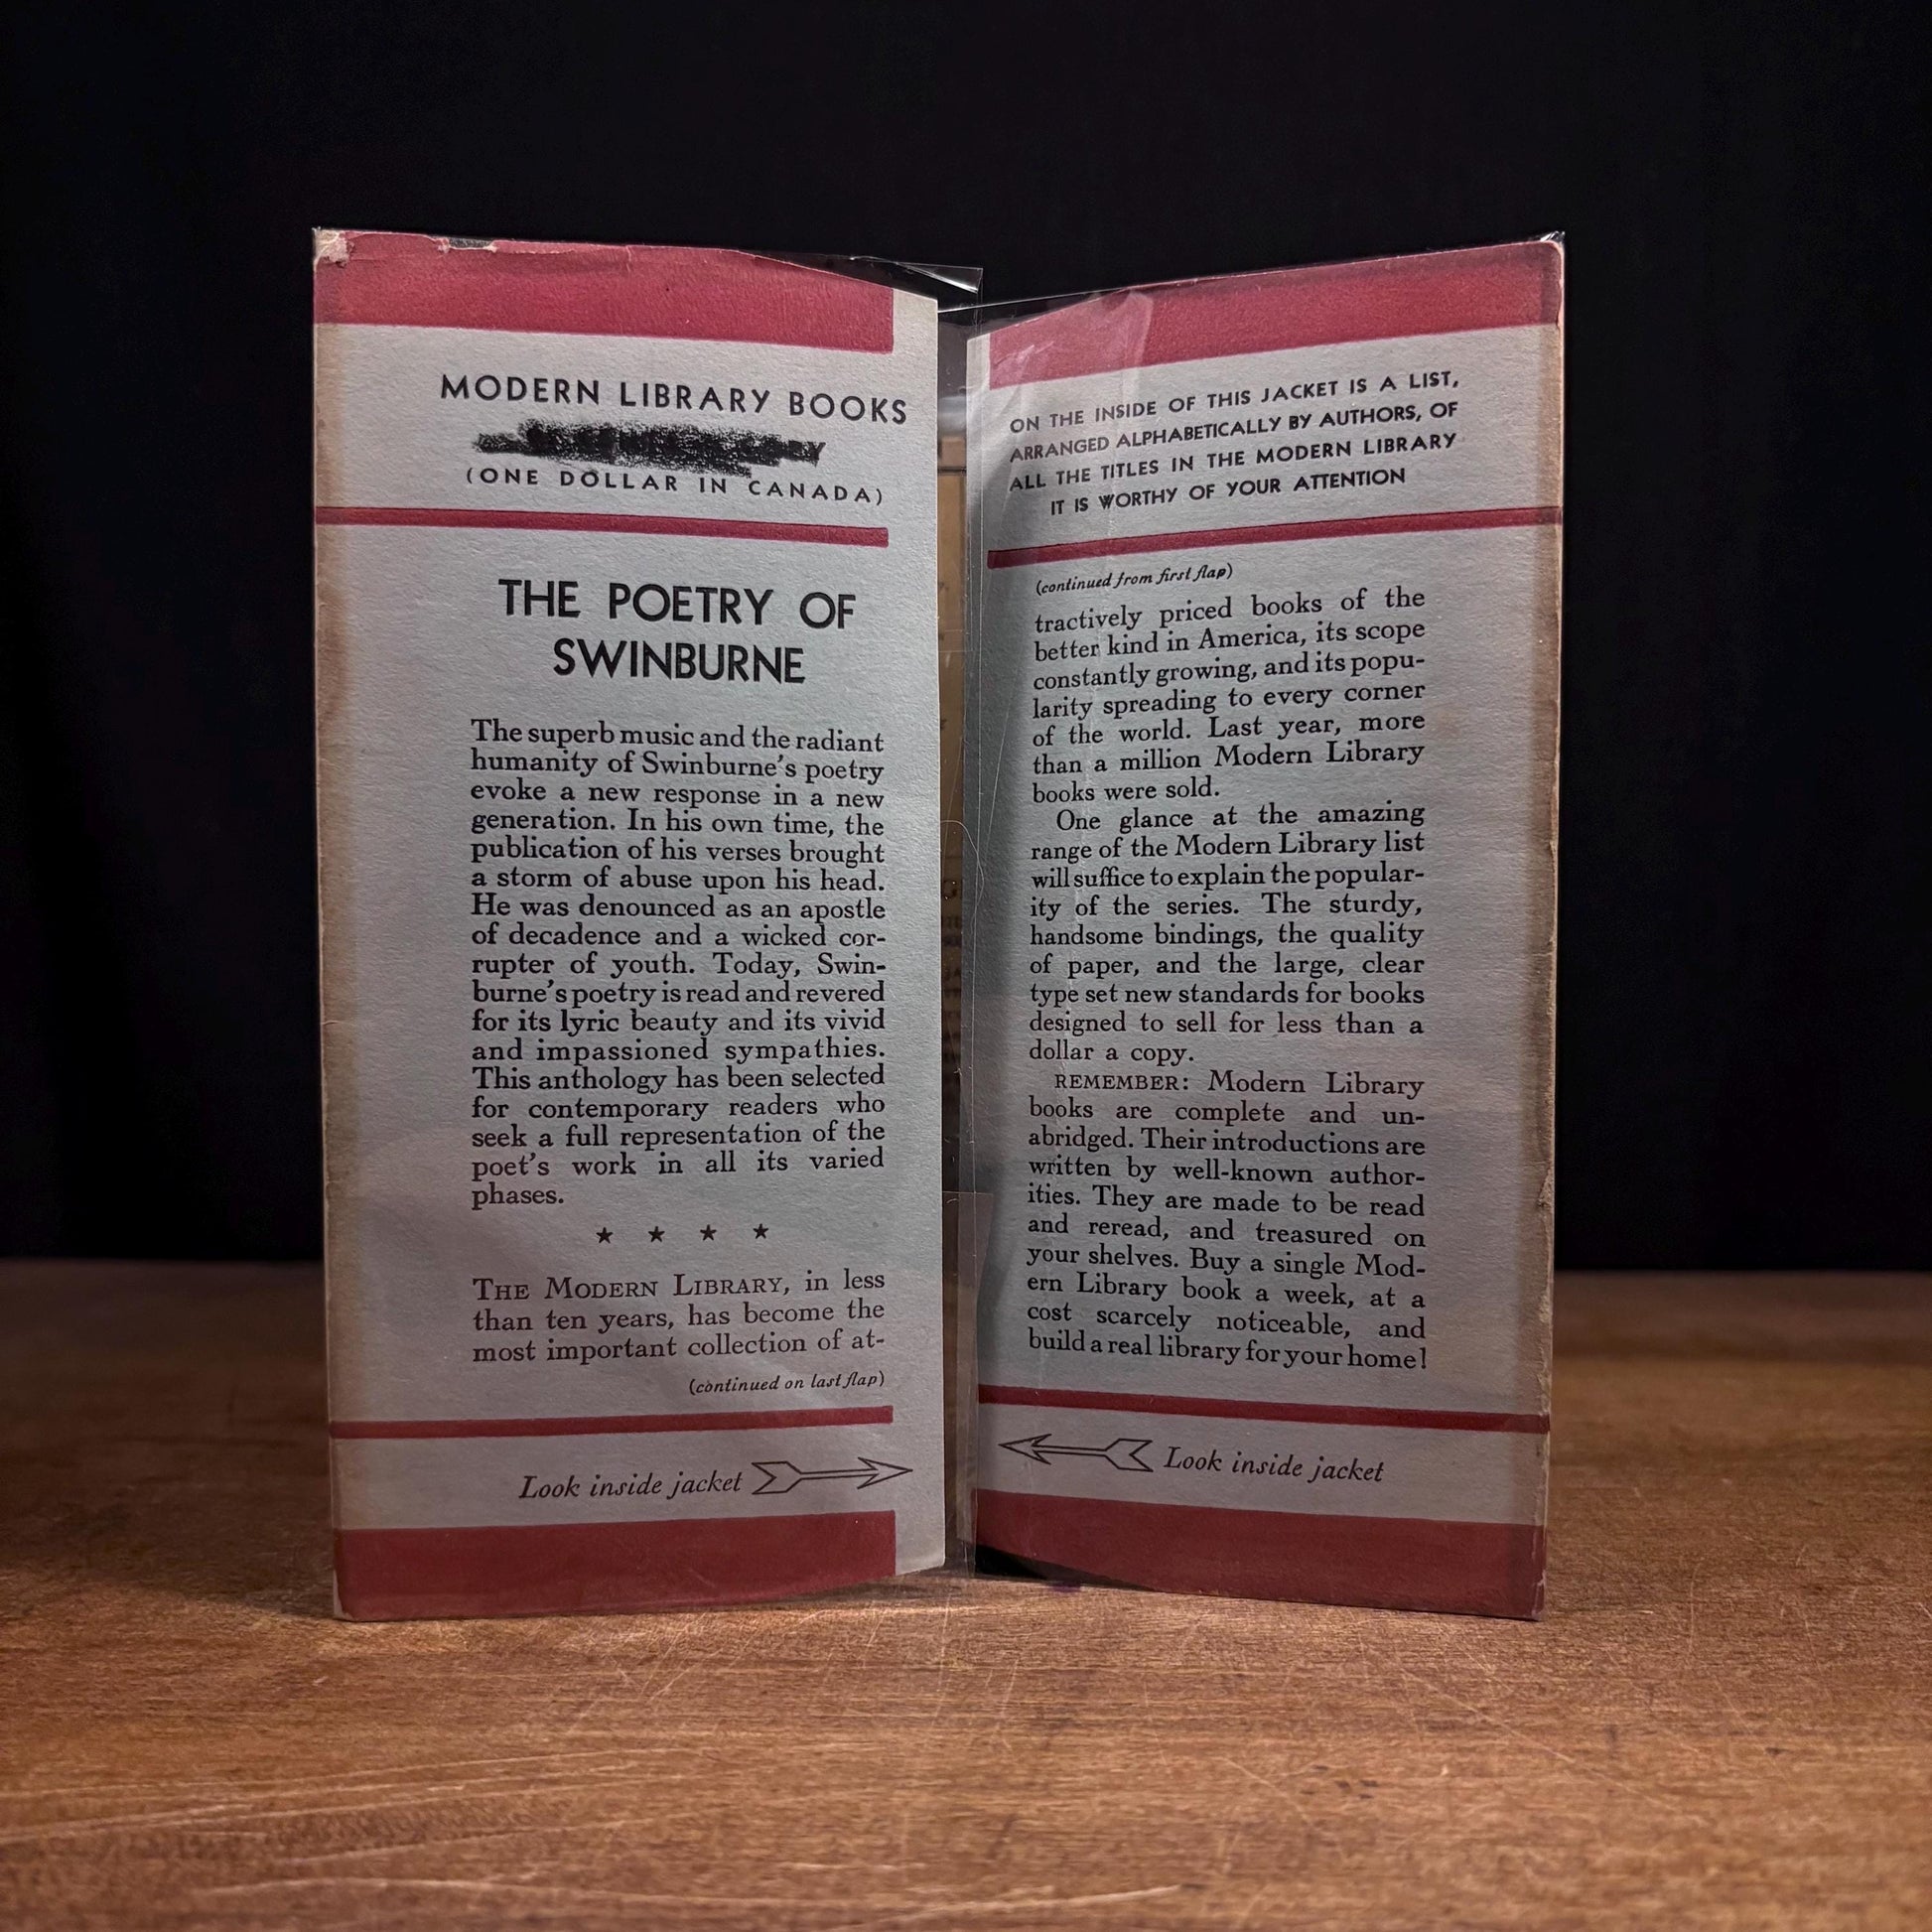 MODERN LIBRARY BOOKS
(ONE DOLLAR IN CANADA)
THE POETRY OF
SWINBURNE
The superb music and the radiant
humanity of Swinburne's poetry
evoke a new response in a new
generation. In his own time, the
publication of his verses brought
a storm of abuse upon his head.
He was denounced as an apostle
of decadence and a wicked cor-
rupter of youth. Today, Swin-
burne's poetry is read and revered
for its lyric beauty and its vivid
and impassioned sympathies.
This anthology has been selected
for contemporary readers who
seek a full representation of the
poet's work in all its varied
phases.
★ ★ ★ ★
THE MODERN LIBRARY, in less
than ten years, has become the
most important collection of at-
(continued on last flap)
Look inside jacket
ON THE INSIDE OF THIS JACKET IS A LIST,
ARRANGED ALPHABETICALLY BY AUTHORS, OF
ALL THE TITLES IN THE MODERN LIBRARY
IT IS WORTHY OF YOUR ATTENTION
(continued from first flap)
tractively priced books of the
better kind in America, its scope
constantly growing, and its popu-
larity spreading to every corner
of the world. Last year, more
than a million Modern Library
books were sold.
One glance at the amazing
range of the Modern Library list
will suffice to explain the popular-
ity of the series. The sturdy,
handsome bindings, the quality
of paper, and the large, clear
type set new standards for books
designed to sell for less than a
dollar a copy.
REMEMBER: Modern Library
books are complete and un-
abridged. Their introductions are
written by well-known author-
ities. They are made to be read
and reread, and treasured on
your shelves. Buy a single Mod-
ern Library book a week, at a
cost scarcely noticeable, and
build a real library for your home!
Look inside jacket